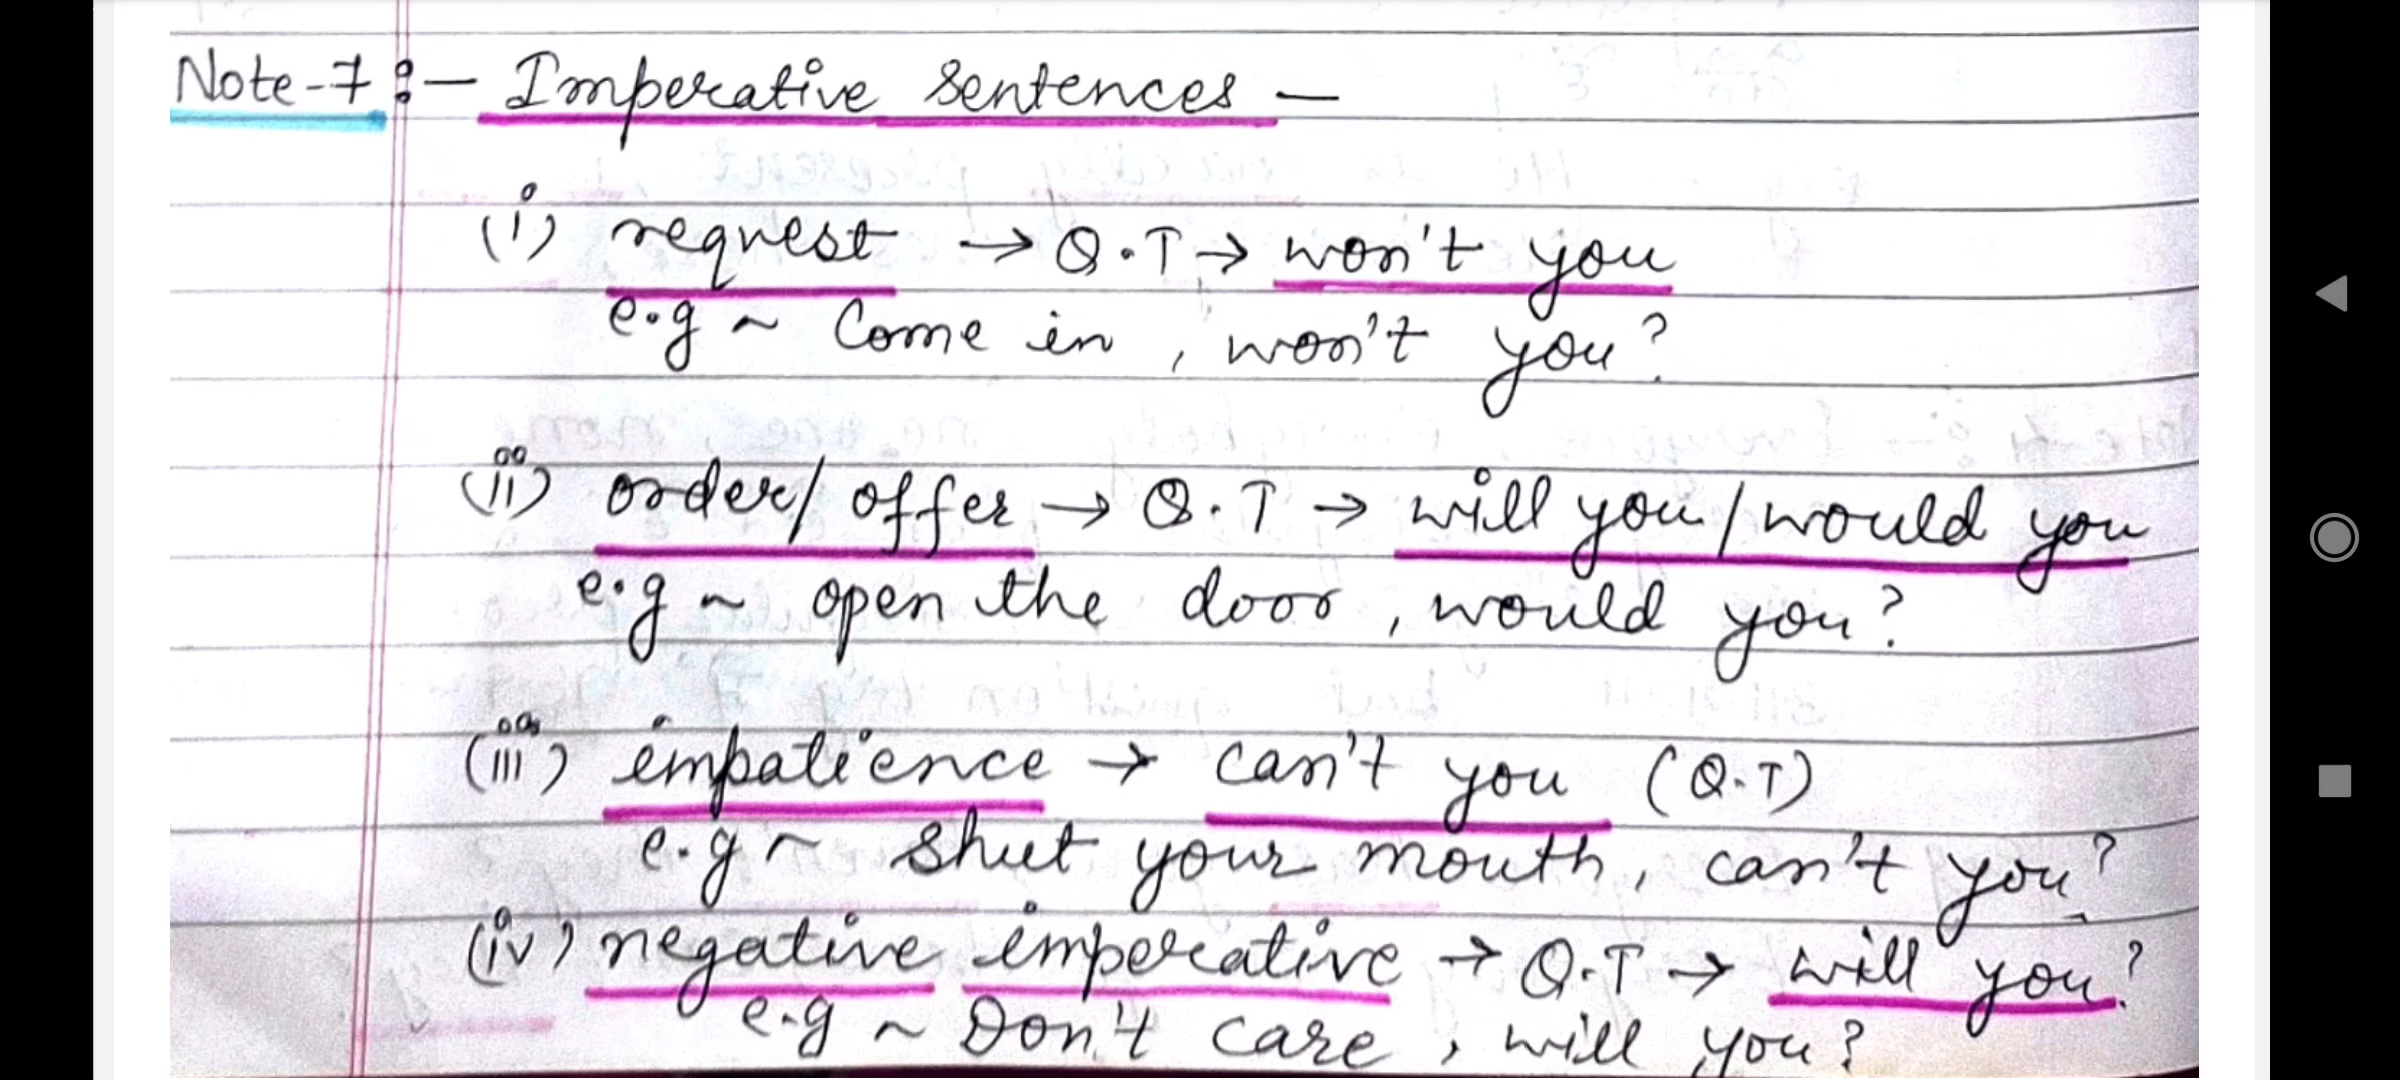 Note-7 :- Imperative sentences -
(i) request → Q.T → won't you
e.g ~ Come in, won't you?
(ii) order/offer → Q.T → will you/would you
e.g ~ open the door, would you?
(iii) impatience → can't you (Q.T)
e.g ~ shut your mouth, can't you?
(iv) negative imperative → Q.T → will you?
e.g ~ Don't care, will you?